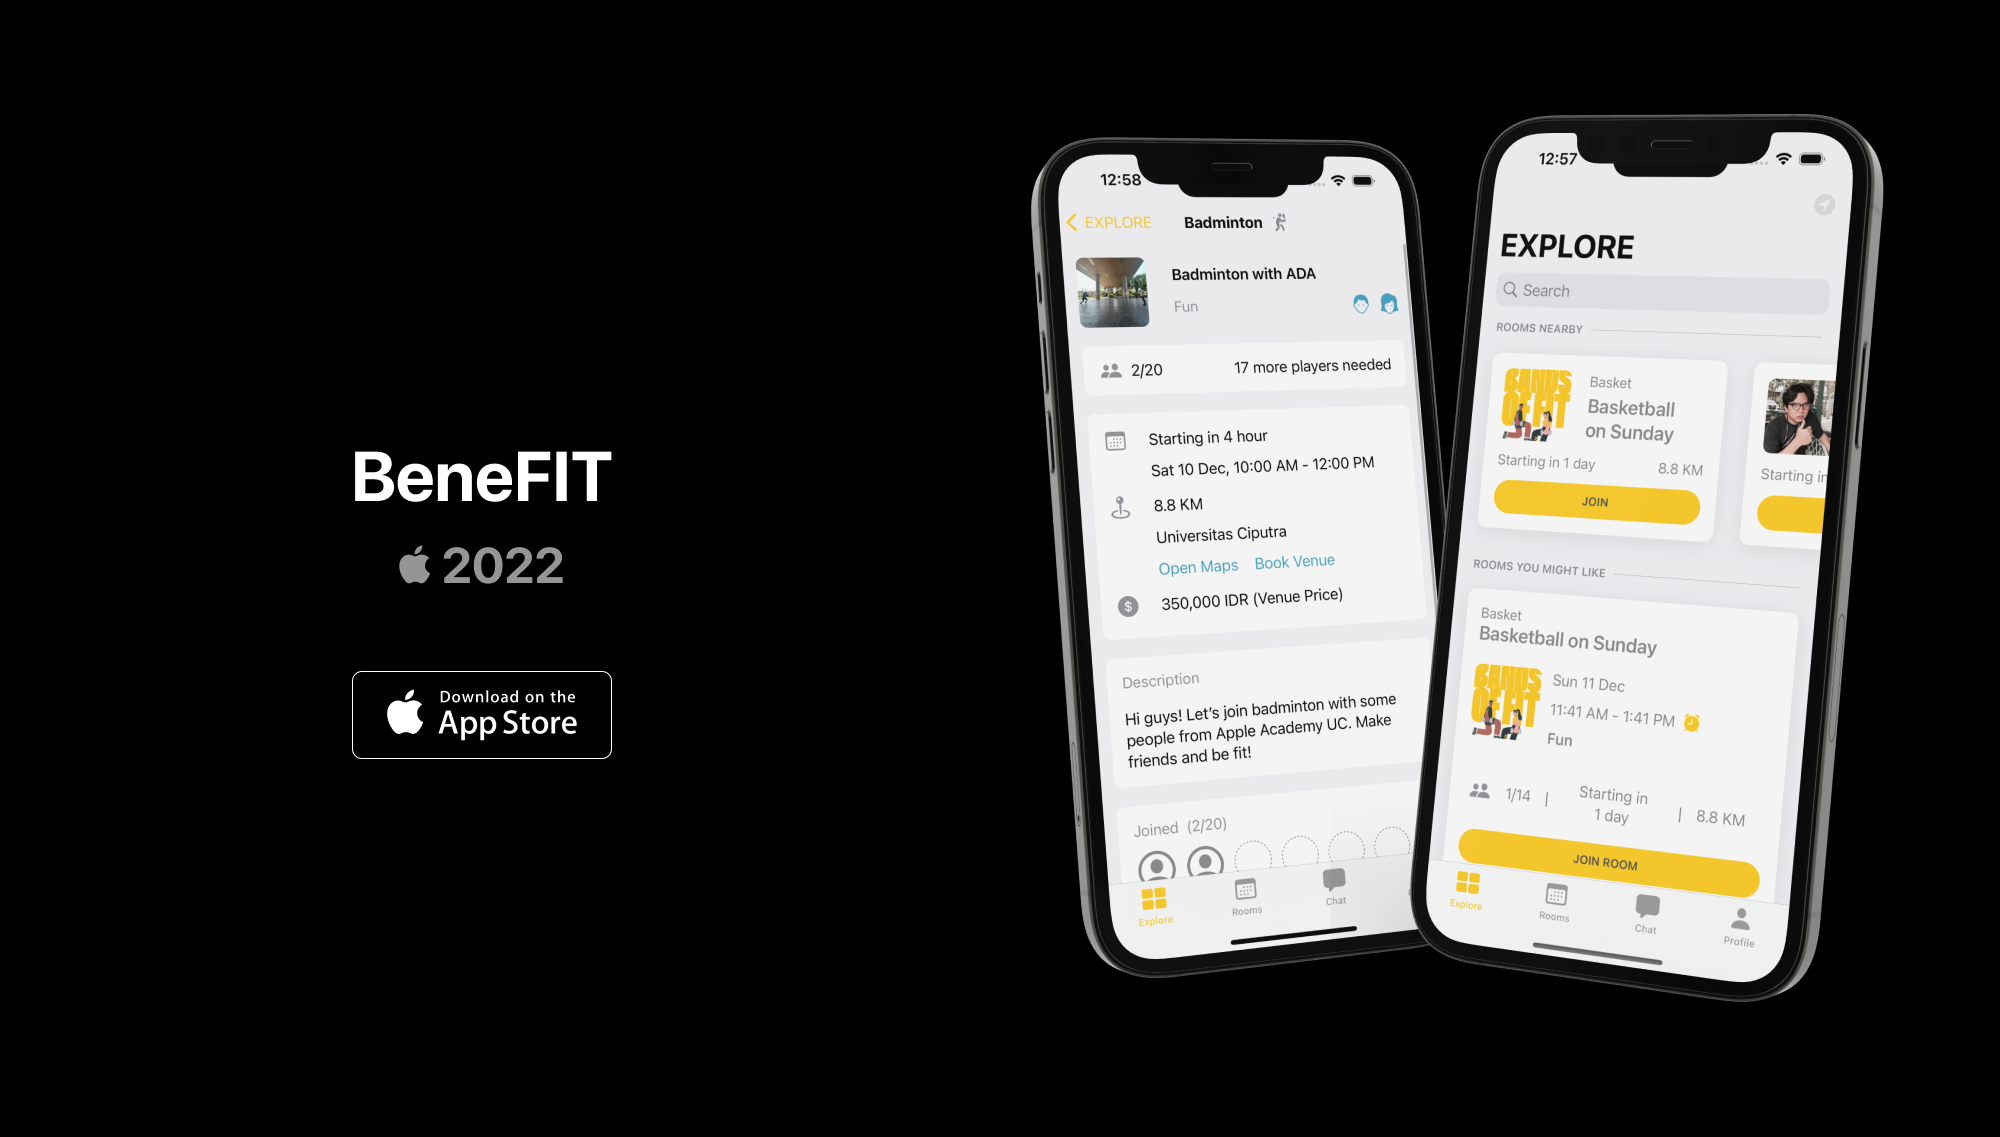 BeneFIT
2022
Download on the
App Store
12:58
EXPLORE
Badminton
Badminton with ADA
Fun
2/20
17 more players needed
Starting in 4 hour
Sat 10 Dec, 10:00 AM - 12:00 PM
8.8 KM
Universitas Ciputra
Open Maps Book Venue
350,000 IDR (Venue Price)
Description
Hi guys! Let's join badminton with some
people from Apple Academy UC. Make
friends and be fit!
Joined (2/20)
Explore
Rooms
Chat
12:57
EXPLORE
Search
ROOMS NEARBY
BANDS
OF FIT
Basket
Basketball
on Sunday
Starting in 1 day
8.8 KM
JOIN
Starting in
ROOMS YOU MIGHT LIKE
Basket
Basketball on Sunday
BANDS
OF FIT
Sun 11 Dec
11:41 AM - 1:41 PM
Fun
1/14
Starting in
1 day
8.8 KM
JOIN ROOM
Explore
Rooms
Chat
Profile